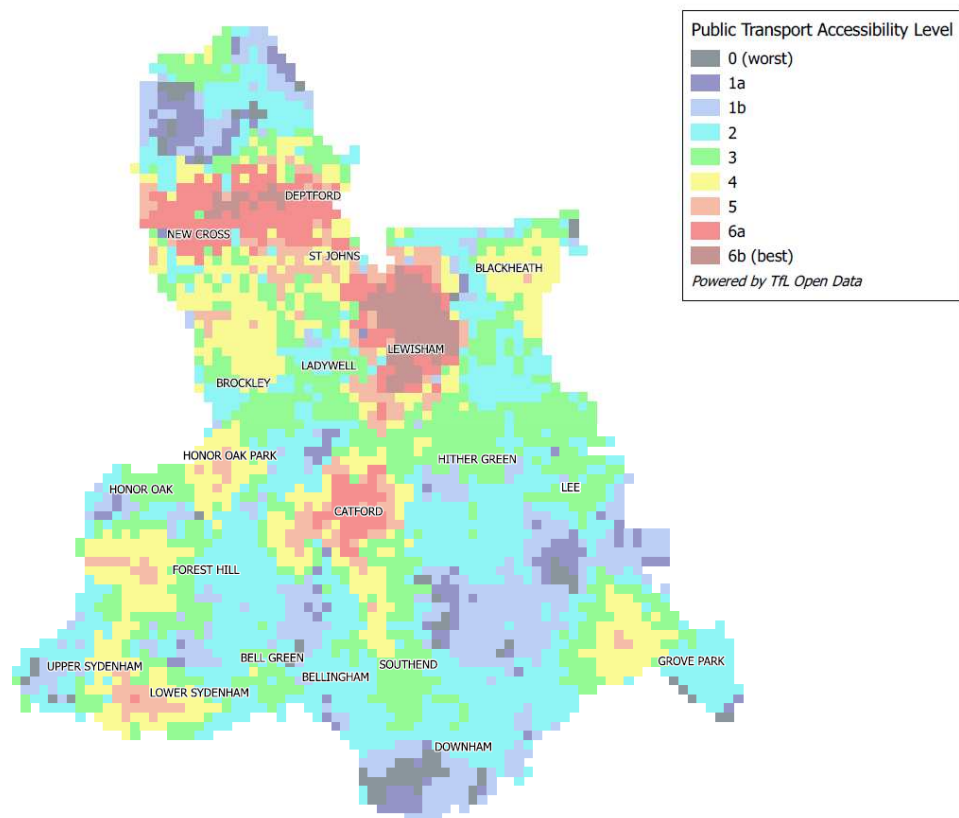 Public Transport Accessibility Level
0 (worst)
1a
1b
2
3
4
5
6a
6b (best)
Powered by TfL Open Data
DEPTFORD
NEW CROSS
ST JOHNS
BLACKHEATH
LEWISHAM
LADYWELL
BROCKLEY
HONOR OAK PARK
HITHER GREEN
HONOR OAK
LEE
CATFORD
FOREST HILL
BELL GREEN
UPPER SYDENHAM
SOUTHEND
GROVE PARK
BELLINGHAM
LOWER SYDENHAM
DOWNHAM